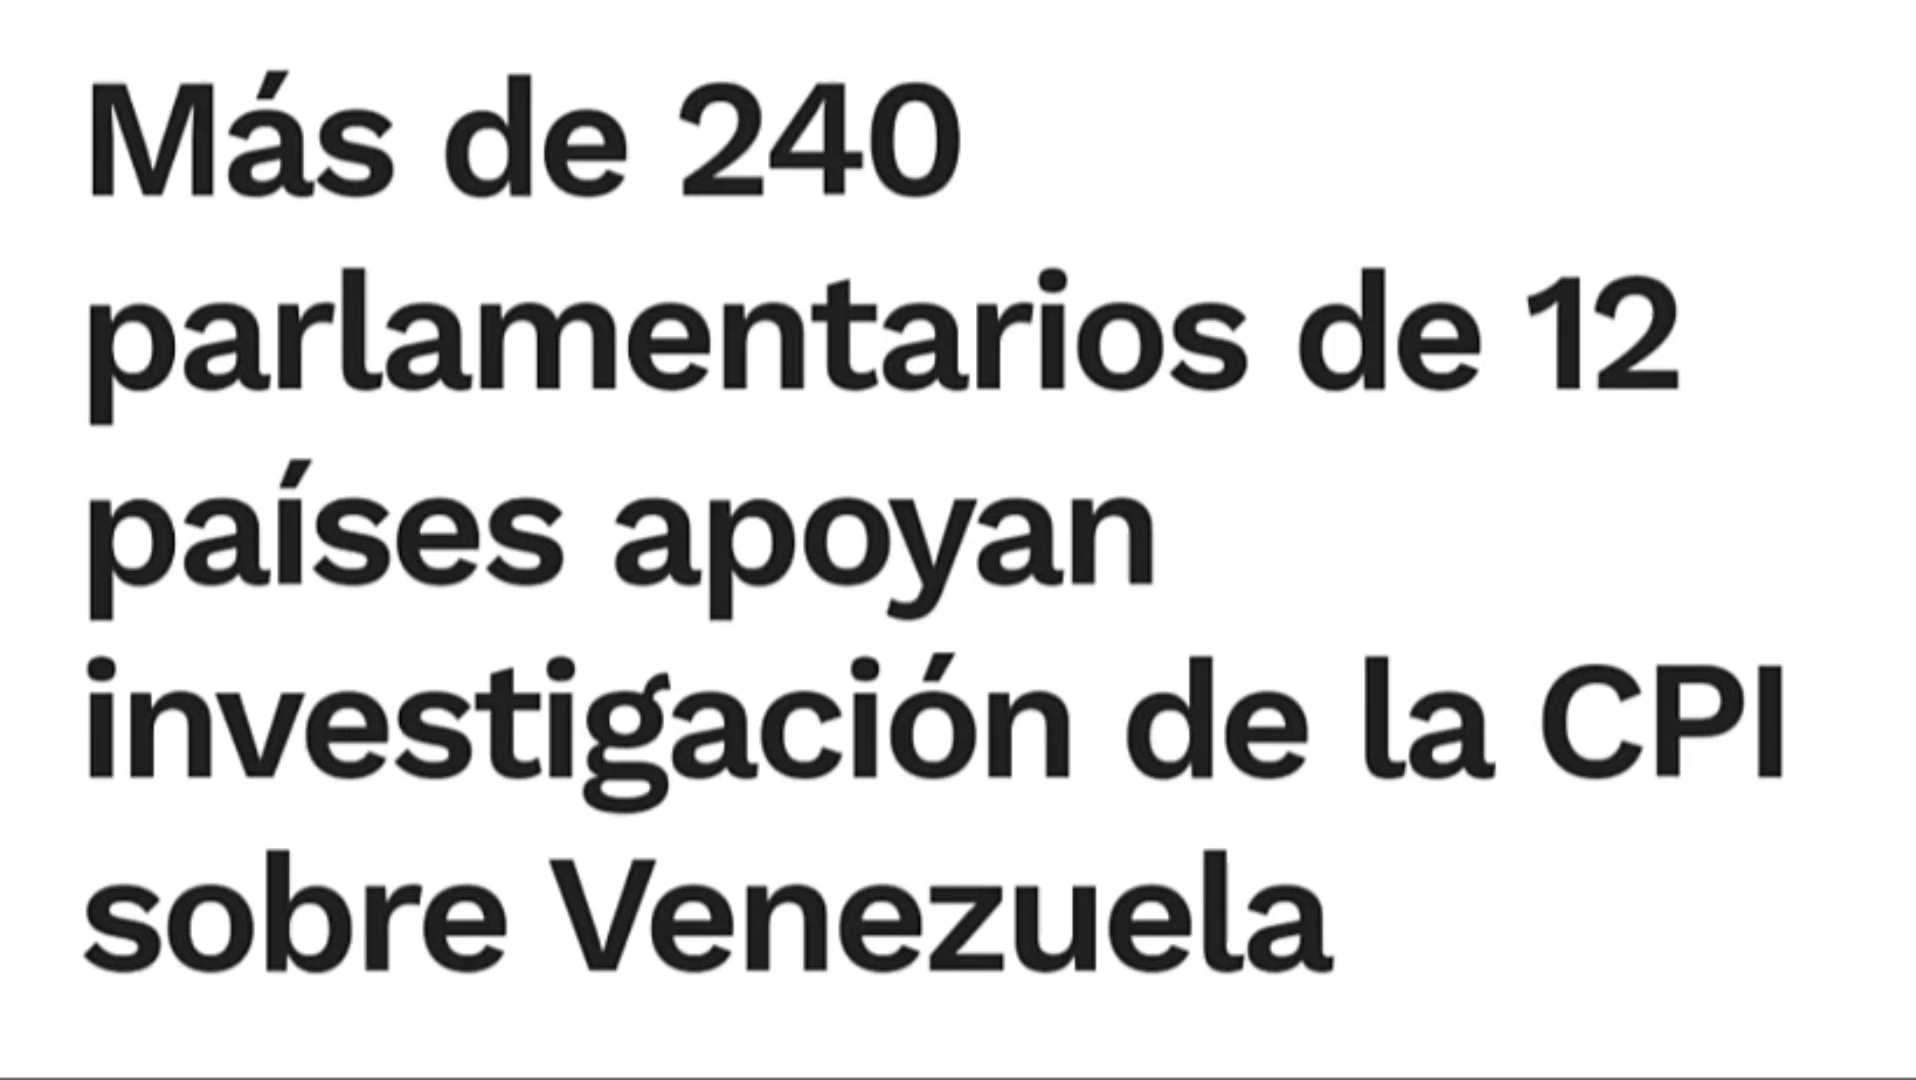 Más de 240
parlamentarios de 12
países apoyan
investigación de la CPI
sobre Venezuela